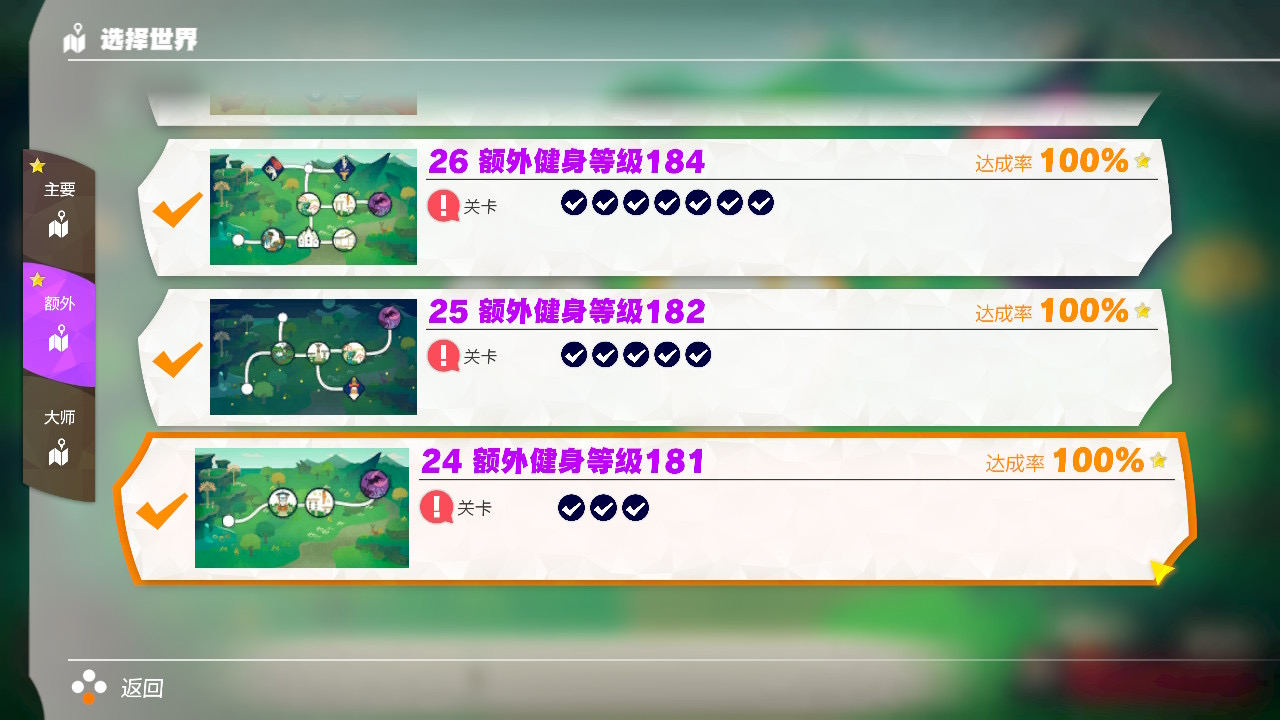 选择世界
主要
额外
大师
26 额外健身等级184
达成率 100%
关卡
25 额外健身等级182
达成率 100%
关卡
24 额外健身等级181
达成率 100%
关卡
返回